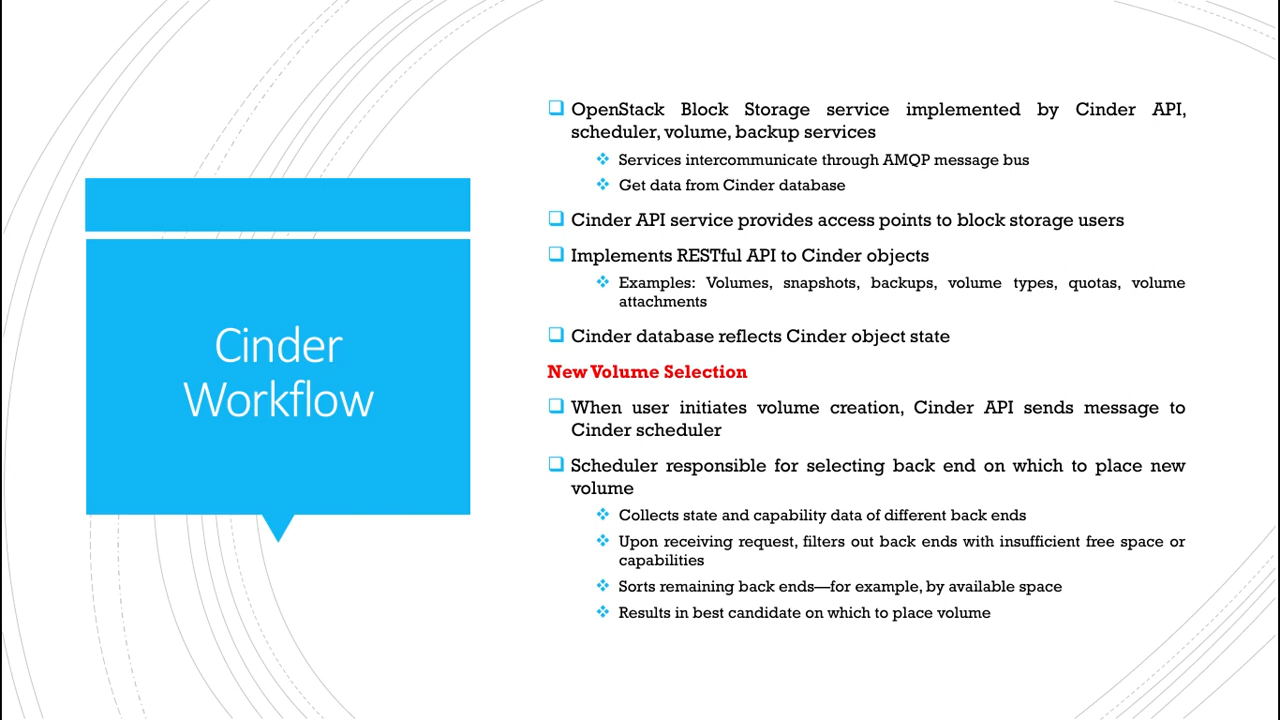 Cinder
Workflow
OpenStack Block Storage service implemented by Cinder API,
scheduler, volume, backup services
Services intercommunicate through AMQP message bus
Get data from Cinder database
Cinder API service provides access points to block storage users
Implements RESTful API to Cinder objects
Examples: Volumes, snapshots, backups, volume types, quotas, volume
attachments
Cinder database reflects Cinder object state
New Volume Selection
When user initiates volume creation, Cinder API sends message to
Cinder scheduler
Scheduler responsible for selecting back end on which to place new
volume
Collects state and capability data of different back ends
Upon receiving request, filters out back ends with insufficient free space or
capabilities
Sorts remaining back ends—for example, by available space
Results in best candidate on which to place volume